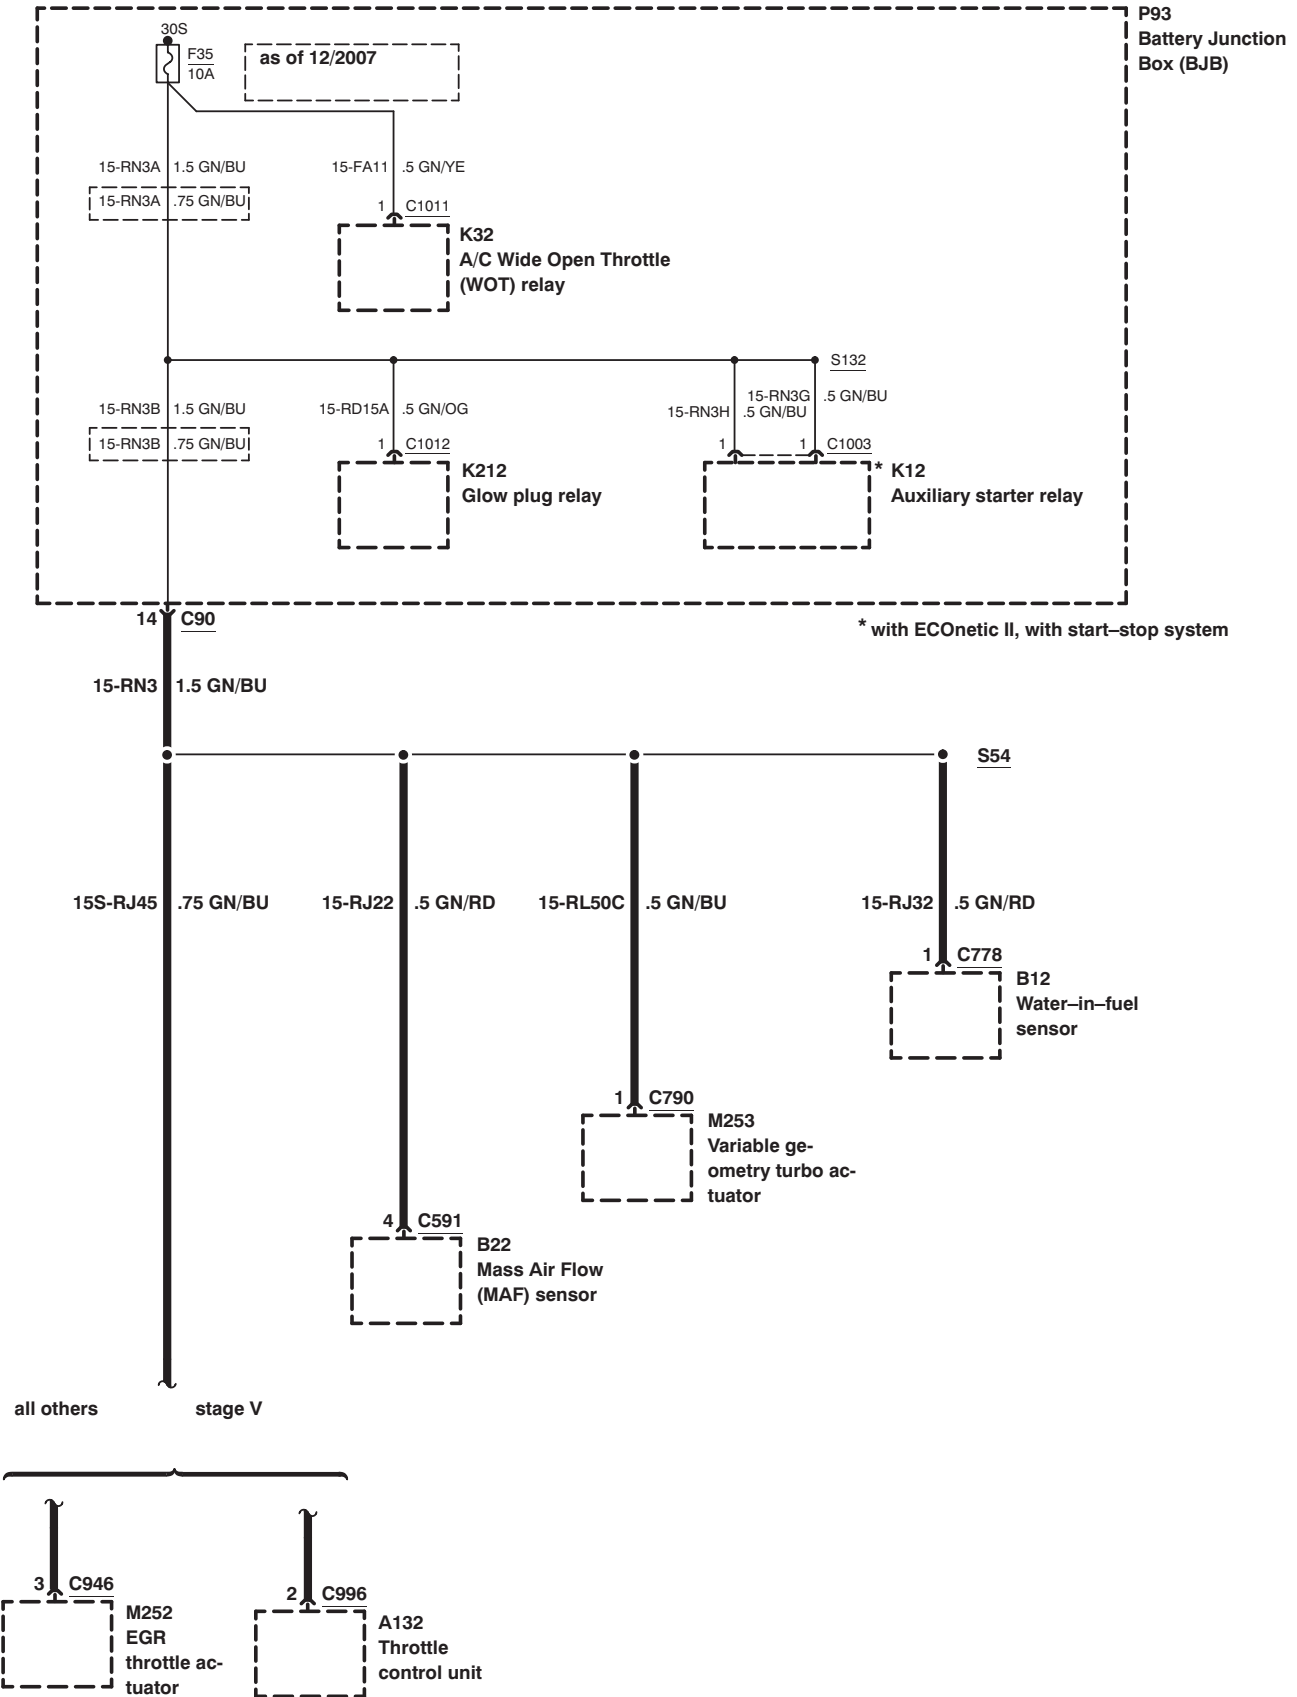 P93
Battery Junction
Box (BJB)
30S
F35
10A
as of 12/2007
15-RN3A 1.5 GN/BU
15-FA11 .5 GN/YE
15-RN3A .75 GN/BU
1 C1011
K32
A/C Wide Open Throttle
(WOT) relay
S132
15-RN3B 1.5 GN/BU
15-RD15A .5 GN/OG
15-RN3G .5 GN/BU
15-RN3H .5 GN/BU
15-RN3B .75 GN/BU
1 C1012
1 1 C1003
K212
Glow plug relay
* K12
Auxiliary starter relay
14 C90
* with ECOnetic II, with start–stop system
15-RN3 1.5 GN/BU
S54
15S-RJ45 .75 GN/BU
15-RJ22 .5 GN/RD
15-RL50C .5 GN/BU
15-RJ32 .5 GN/RD
1 C778
B12
Water–in–fuel
sensor
1 C790
M253
Variable ge-
ometry turbo ac-
tuator
4 C591
B22
Mass Air Flow
(MAF) sensor
all others
stage V
3 C946
M252
EGR
throttle ac-
tuator
2 C996
A132
Throttle
control unit